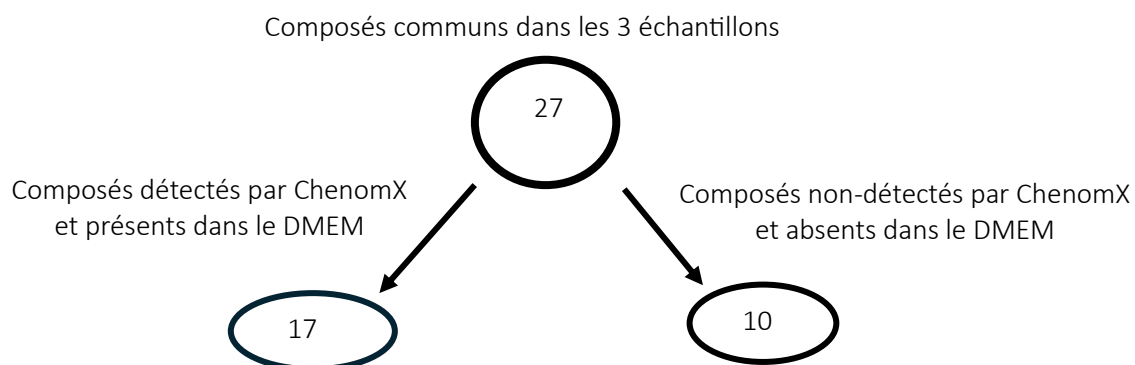 Composés communs dans les 3 échantillons
27
Composés détectés par ChenomX
et présents dans le DMEM
Composés non-détectés par ChenomX
et absents dans le DMEM
17
10